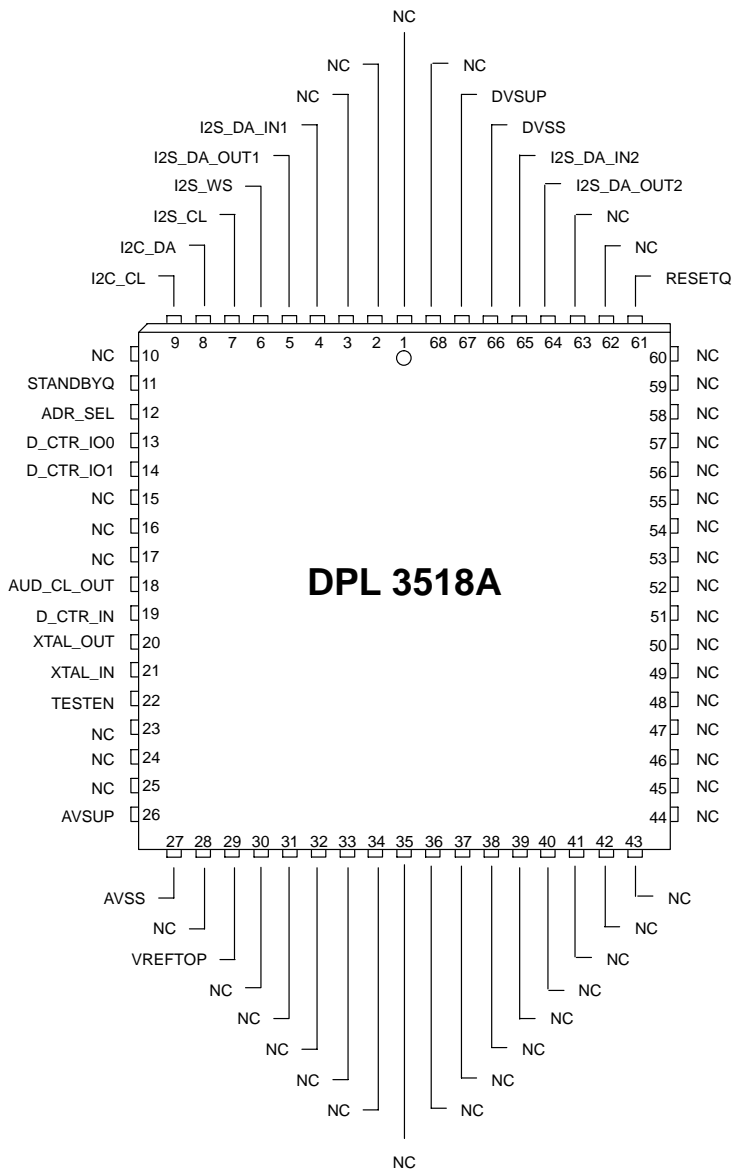 NC
NC NC
NC DVSUP
I2S_DA_IN1 DVSS
I2S_DA_OUT1 I2S_DA_IN2
I2S_WS I2S_DA_OUT2
I2S_CL NC
I2C_DA NC
I2C_CL RESETQ
9 8 7 6 5 4 3 2 1 68 67 66 65 64 63 62 61
NC 10 60 NC
STANDBYQ 11 59 NC
ADR_SEL 12 58 NC
D_CTR_IO0 13 57 NC
D_CTR_IO1 14 56 NC
NC 15 55 NC
NC 16 54 NC
NC 17 53 NC
DPL 3518A
AUD_CL_OUT 18 52 NC
D_CTR_IN 19 51 NC
XTAL_OUT 20 50 NC
XTAL_IN 21 49 NC
TESTEN 22 48 NC
NC 23 47 NC
NC 24 46 NC
NC 25 45 NC
AVSUP 26 44 NC
27 28 29 30 31 32 33 34 35 36 37 38 39 40 41 42 43
AVSS NC
NC NC
VREFTOP NC
NC NC
NC NC
NC NC
NC NC
NC NC
NC